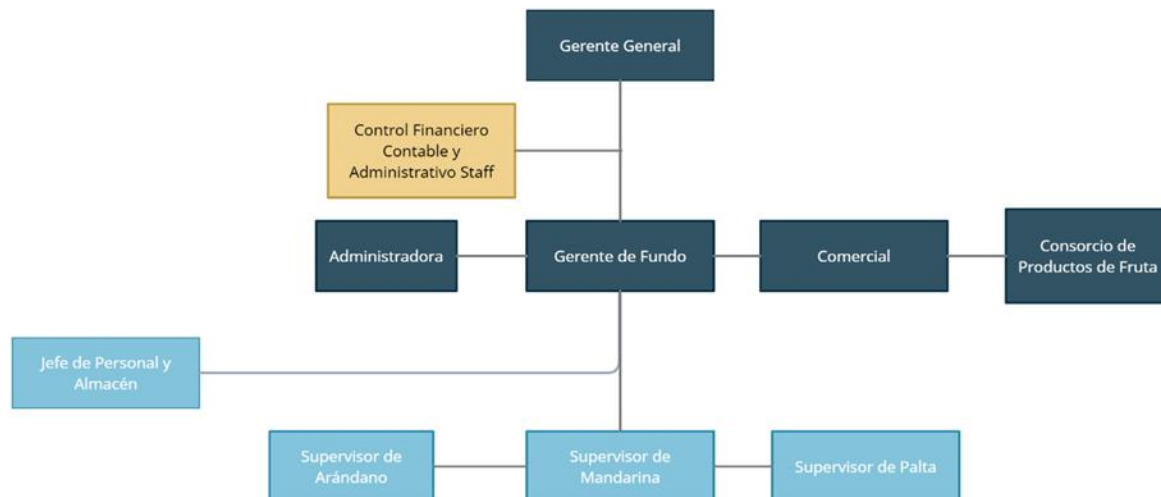 Gerente General
Control Financiero
Contable y
Administrativo Staff
Administradora
Gerente de Fundo
Comercial
Consorcio de
Productos de Fruta
Jefe de Personal y
Almacén
Supervisor de
Arándano
Supervisor de
Mandarina
Supervisor de Palta